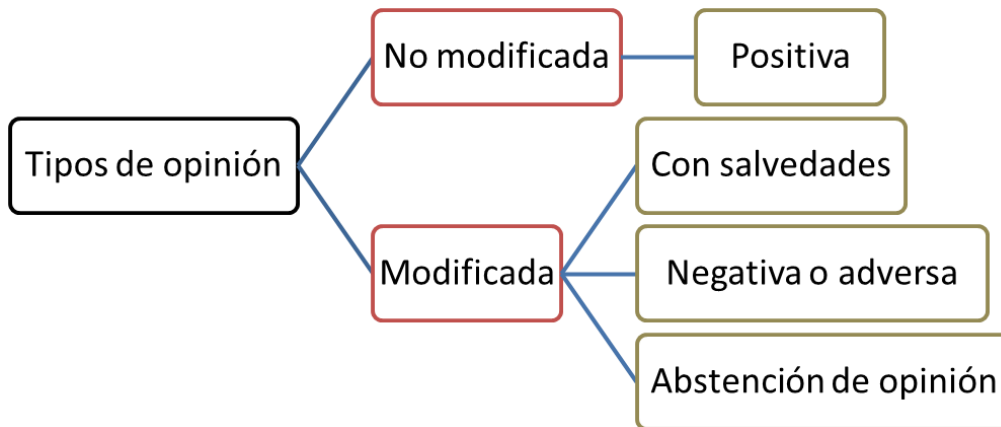 No modificada
Positiva
Tipos de opinión
Con salvedades
Modificada
Negativa o adversa
Abstención de opinión